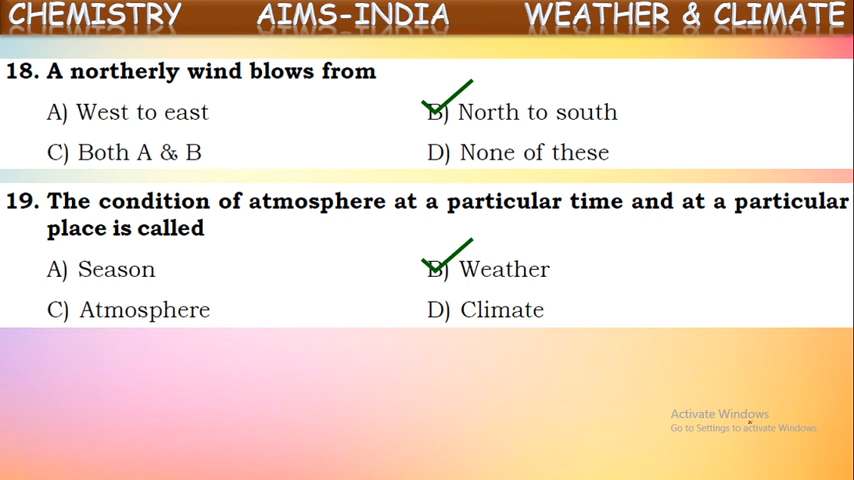 CHEMISTRY AIMS-INDIA WEATHER & CLIMATE
18. A northerly wind blows from
A) West to east B) North to south
C) Both A & B D) None of these
19. The condition of atmosphere at a particular time and at a particular
place is called
A) Season B) Weather
C) Atmosphere D) Climate
Activate Windows
Go to Settings to activate Windows.